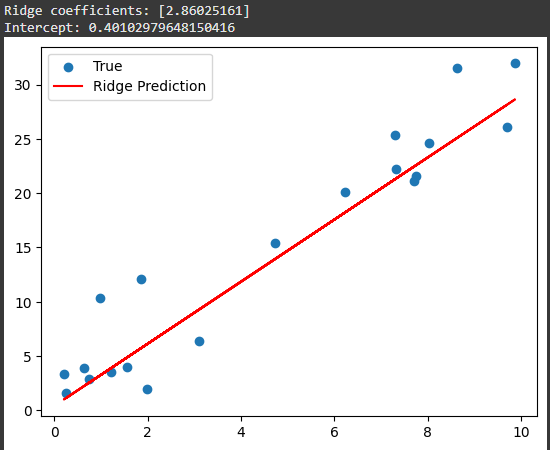 Ridge coefficients: [2.86025161]
Intercept: 0.40102979648150416
True
Ridge Prediction
30
25
20
15
10
5
0
0 2 4 6 8 10